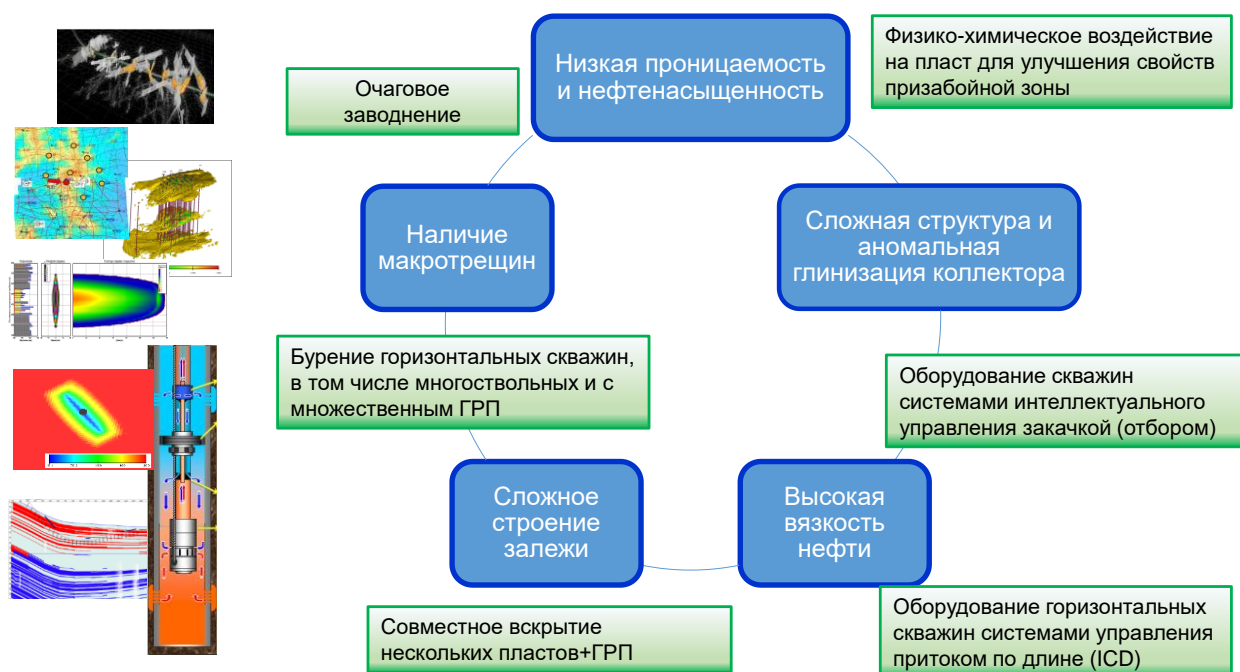 Низкая проницаемость
и нефтенасыщенность
Физико-химическое воздействие
на пласт для улучшения свойств
призабойной зоны
Очаговое
заводнение
Наличие
макротрещин
Сложная структура и
аномальная
глинизация коллектора
Бурение горизонтальных скважин,
в том числе многоствольных и с
множественным ГРП
Оборудование скважин
системами интеллектуального
управления закачкой (отбором)
Сложное
строение
залежи
Высокая
вязкость
нефти
Совместное вскрытие
нескольких пластов+ГРП
Оборудование горизонтальных
скважин системами управления
притоком по длине (ICD)